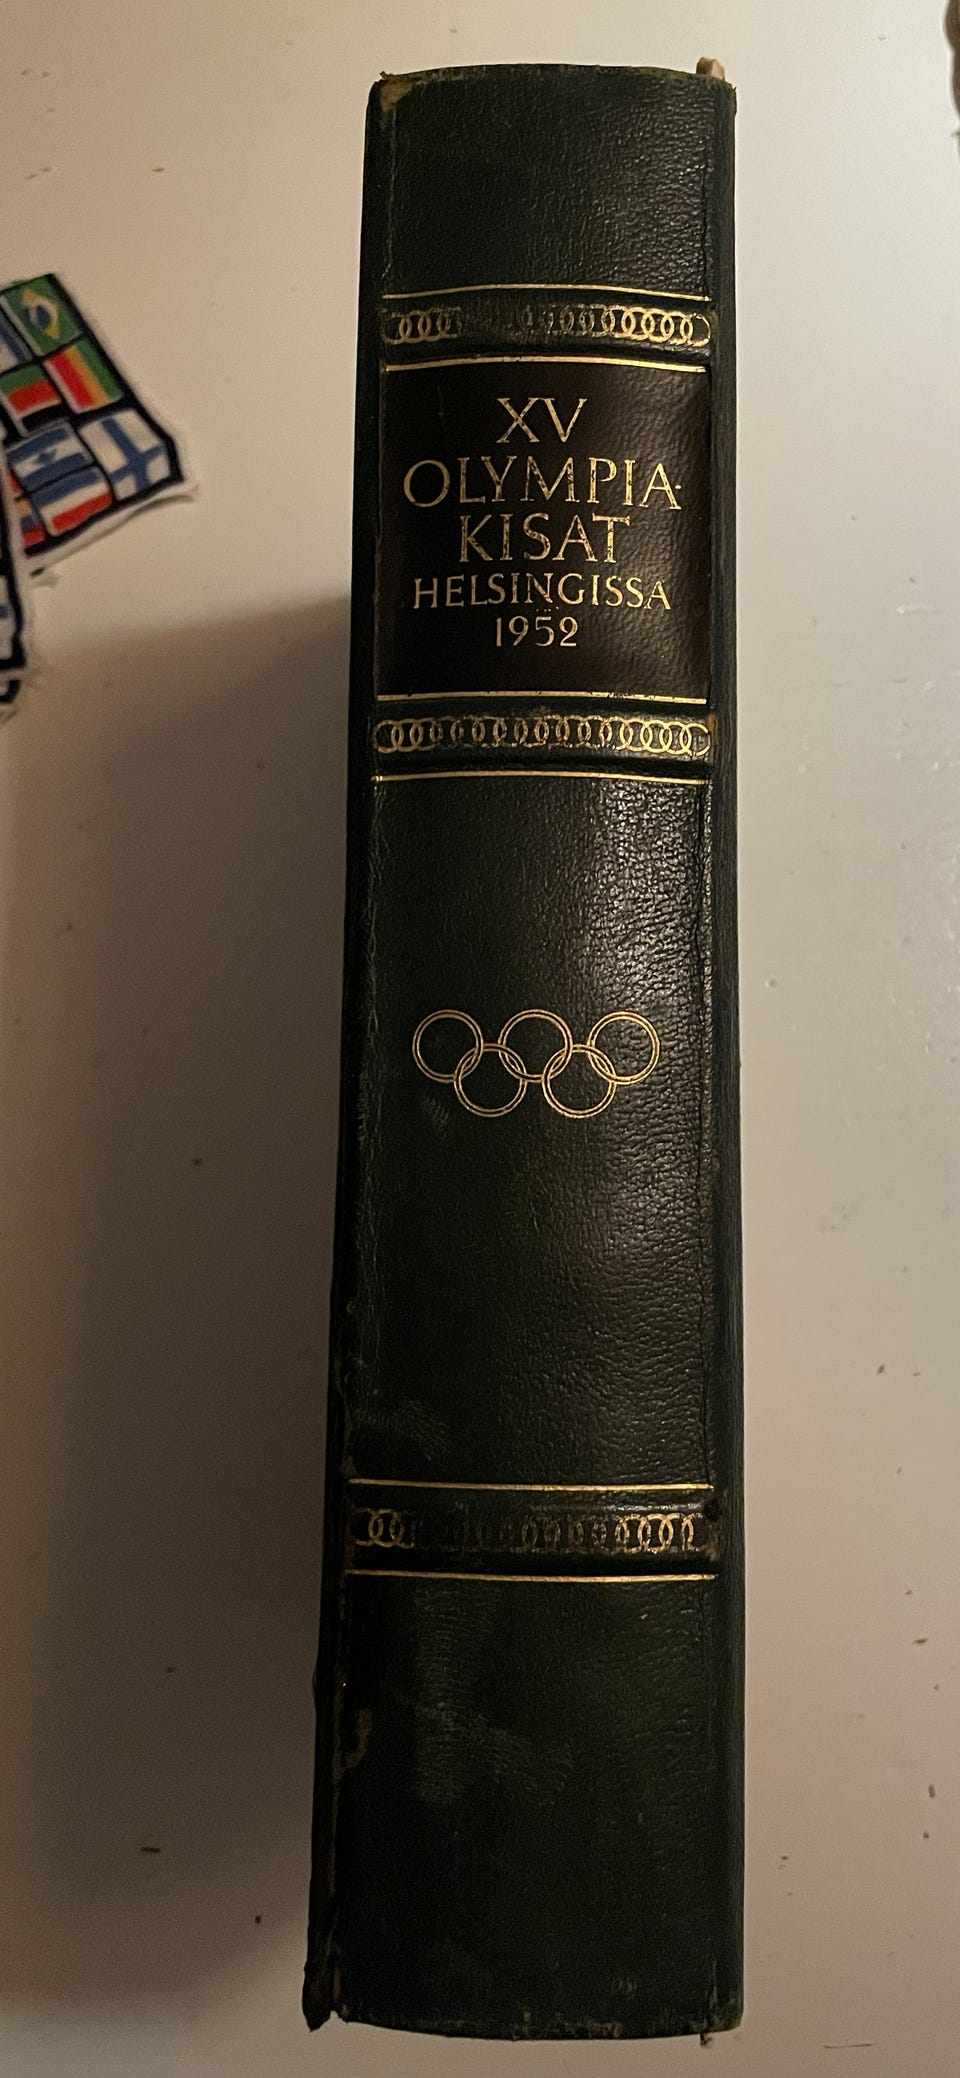 XV
OLYMPIA-
KISAT
HELSINGISSA
1952